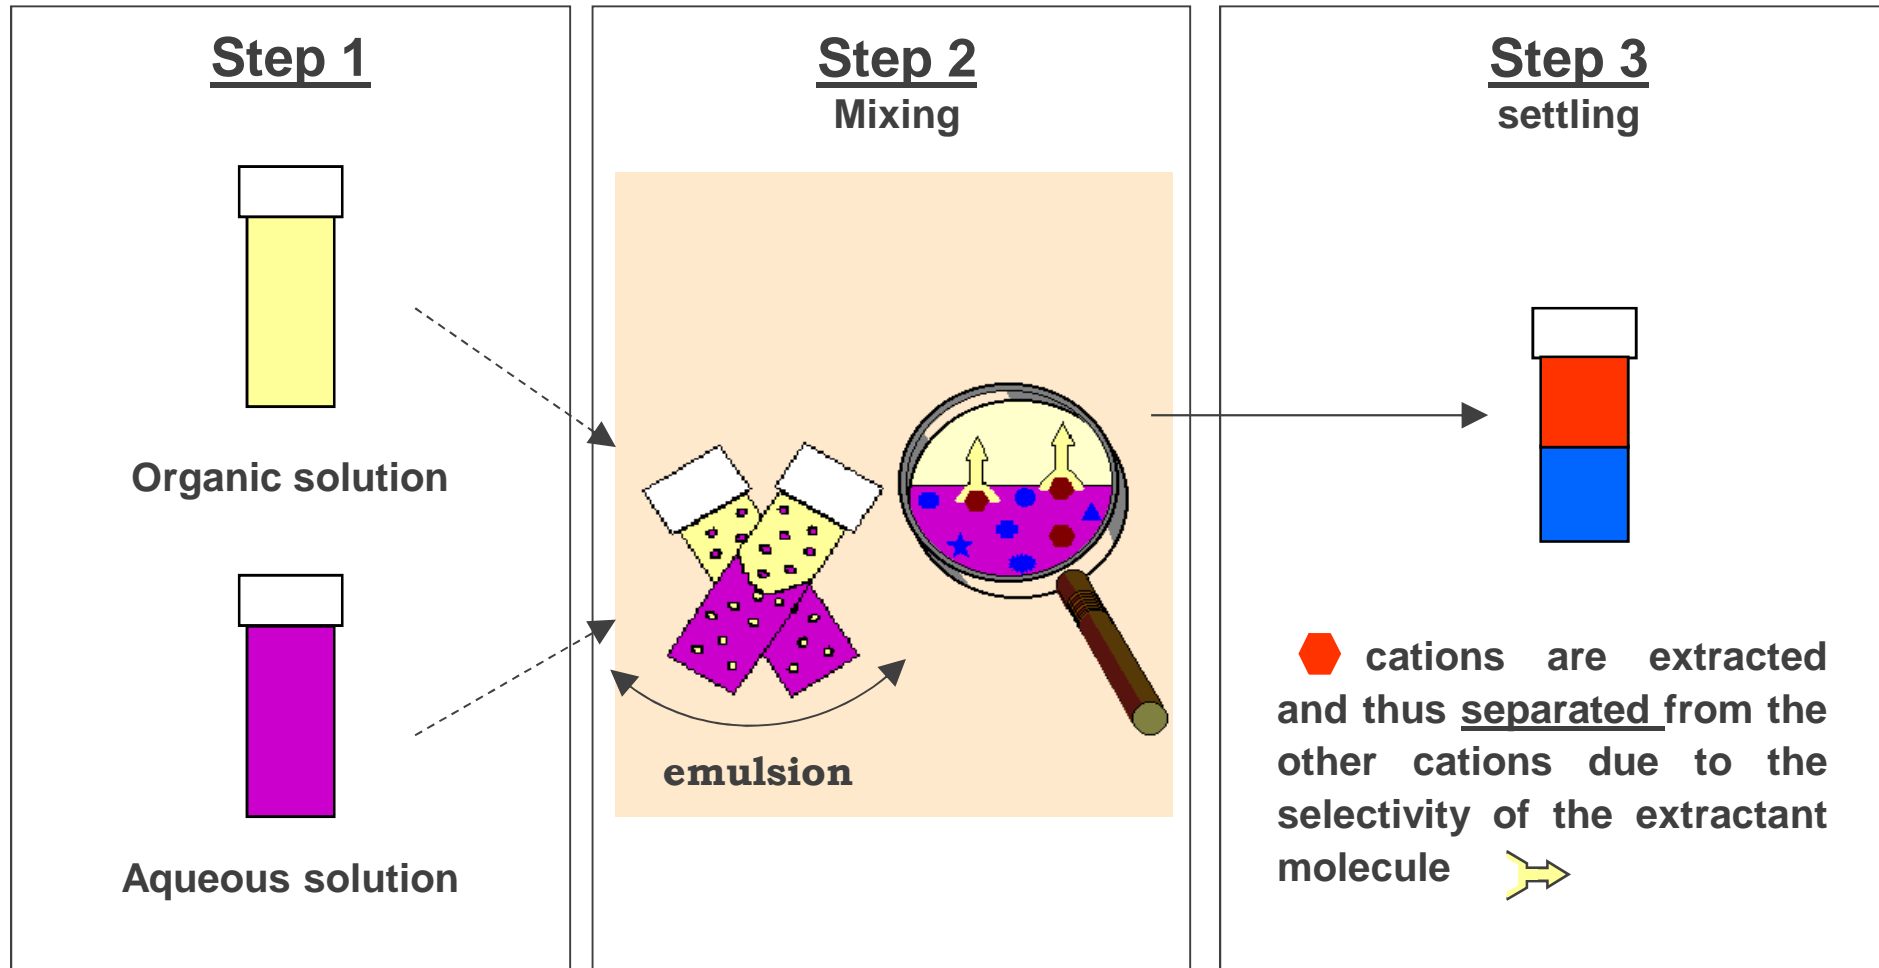 Step 1
Organic solution
Aqueous solution
Step 2
Mixing
emulsion
Step 3
settling
cations are extracted
and thus separated from the
other cations due to the
selectivity of the extractant
molecule